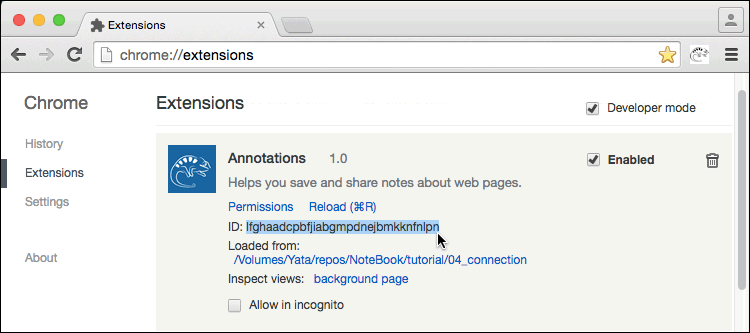 Extensions
chrome://extensions
Chrome
Extensions
Developer mode
History
Extensions
Settings
About
Annotations 1.0
Enabled
Helps you save and share notes about web pages.
Permissions Reload (⌘R)
ID: lfghaadcpbfjiabgmpdnejbmkknfnlpn
Loaded from:
/Volumes/Yata/repos/NoteBook/tutorial/04_connection
Inspect views: background page
Allow in incognito